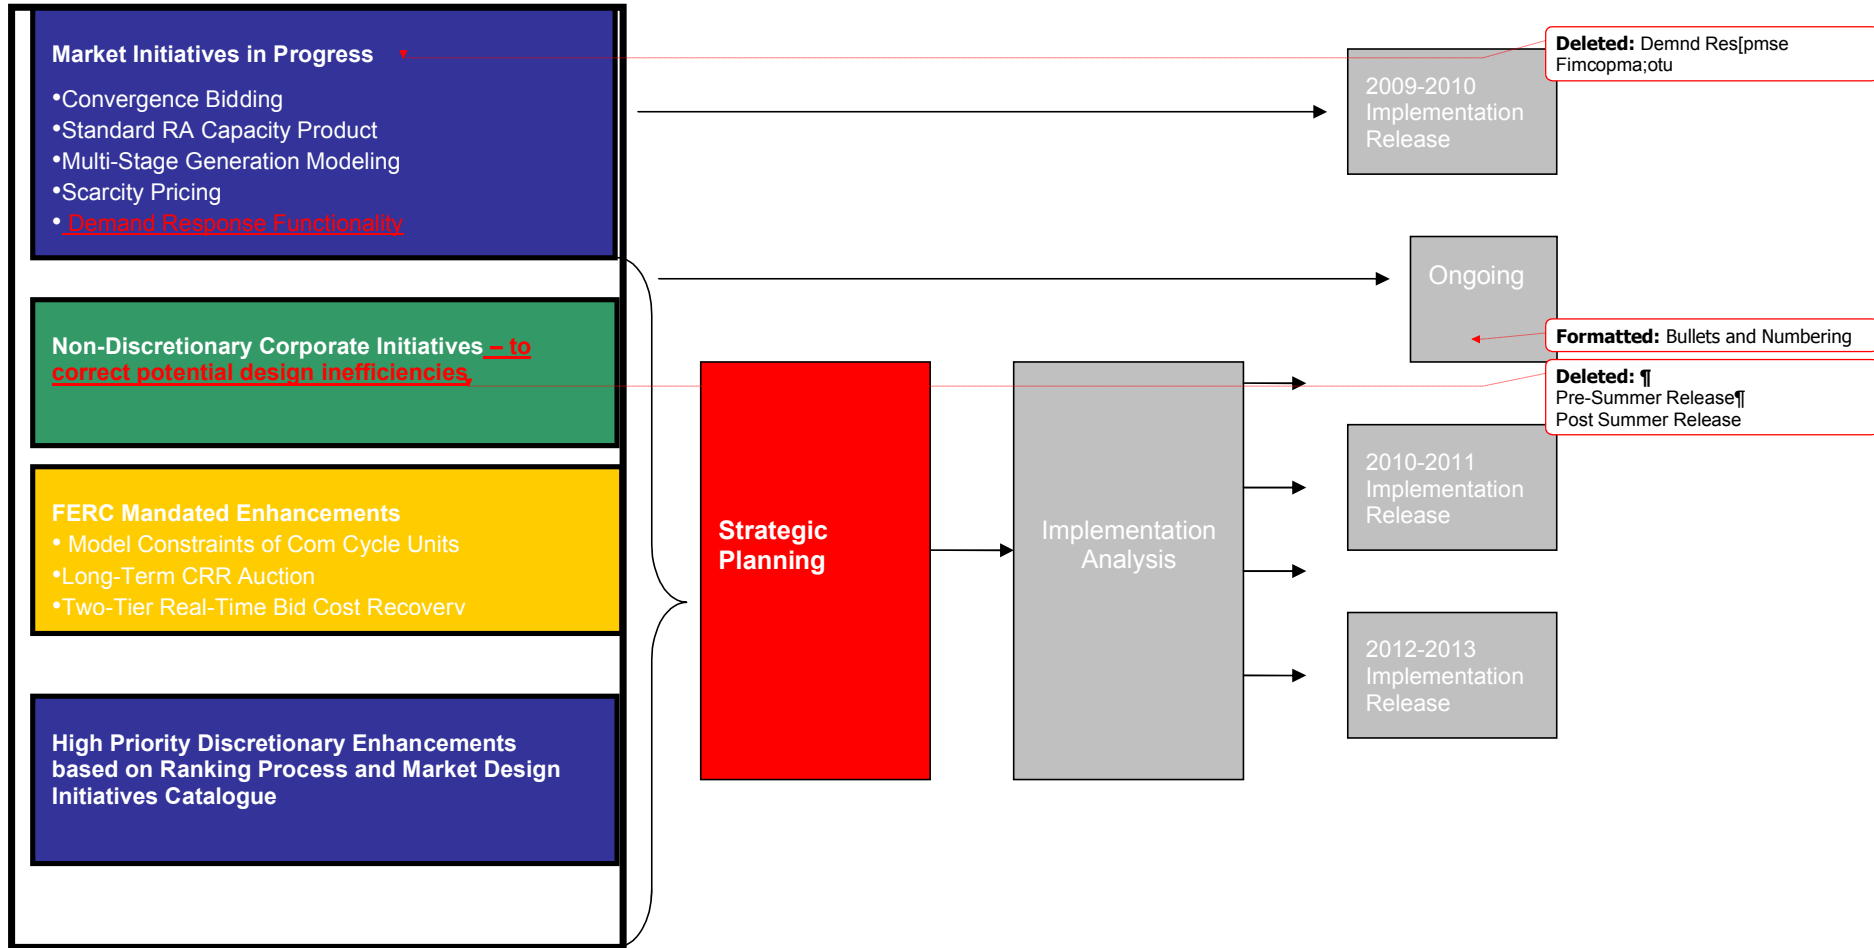 Market Initiatives in Progress
•Convergence Bidding
•Standard RA Capacity Product
•Multi-Stage Generation Modeling
•Scarcity Pricing
• Demand Response Functionality
Non-Discretionary Corporate Initiatives – to
correct potential design inefficiencies
FERC Mandated Enhancements
• Model Constraints of Com Cycle Units
•Long-Term CRR Auction
•Two-Tier Real-Time Bid Cost Recovery
High Priority Discretionary Enhancements
based on Ranking Process and Market Design
Initiatives Catalogue
Strategic
Planning
Implementation
Analysis
2009-2010
Implementation
Release
Ongoing
2010-2011
Implementation
Release
2012-2013
Implementation
Release
Deleted: Demnd Res[pmse
Fimcopma;otu
Formatted: Bullets and Numbering
Deleted: ¶
Pre-Summer Release¶
Post Summer Release